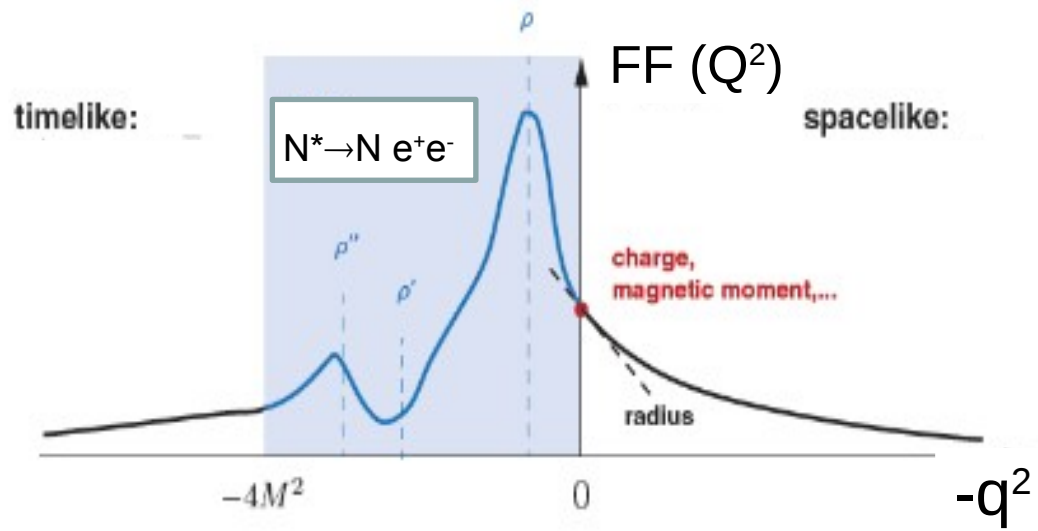 ρ
FF (Q²)
timelike:
spacelike:
N*→N e⁺e⁻
ρ''
ρ'
charge,
magnetic moment,...
radius
−4M²
0
-q²